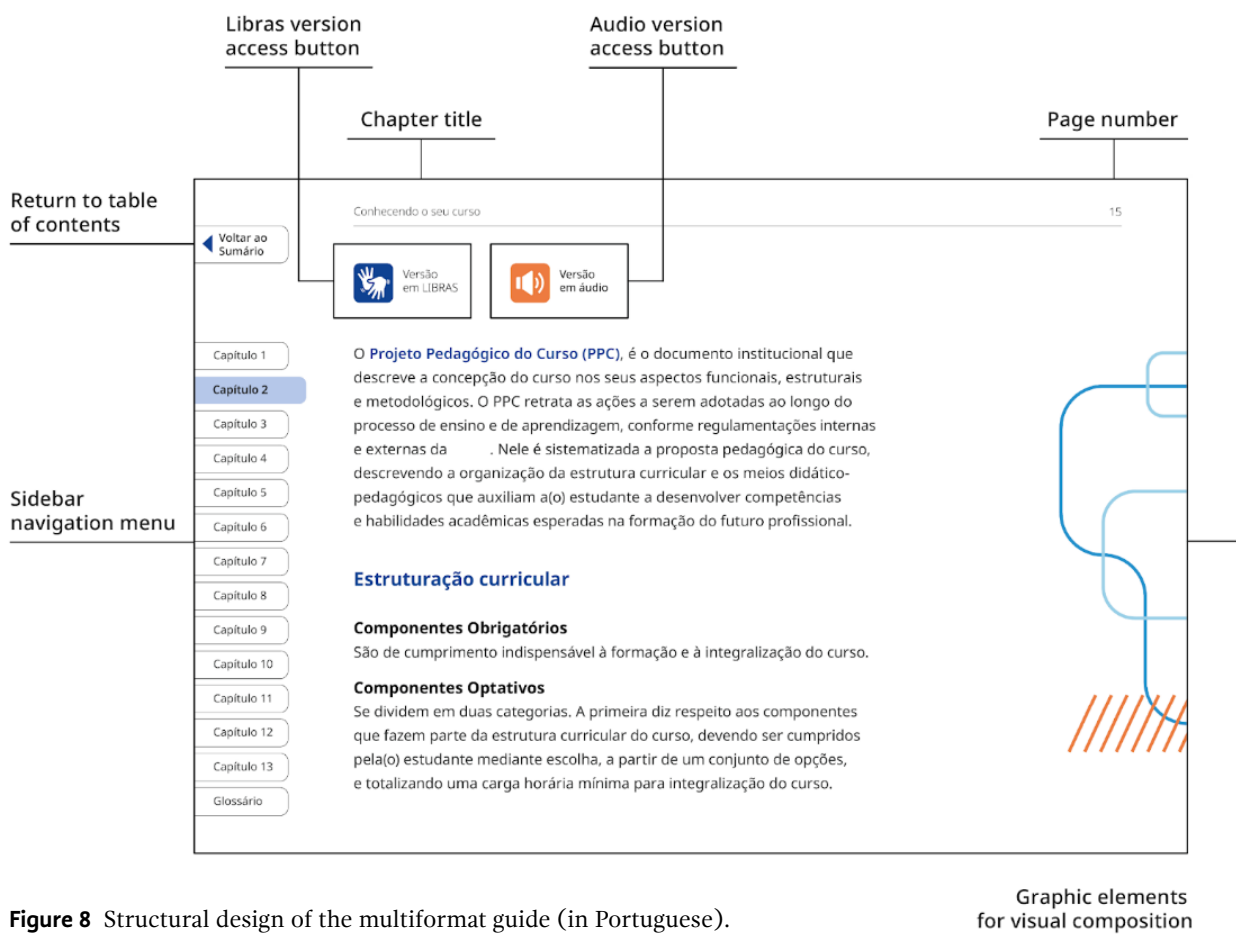 Libras version
access button
Audio version
access button
Chapter title
Page number
Return to table
of contents
Conhecendo o seu curso
15
Voltar ao
Sumário
Versão
em LIBRAS
Versão
em áudio
Sidebar
navigation menu
Capítulo 1
Capítulo 2
Capítulo 3
Capítulo 4
Capítulo 5
Capítulo 6
Capítulo 7
Capítulo 8
Capítulo 9
Capítulo 10
Capítulo 11
Capítulo 12
Capítulo 13
Glossário
O Projeto Pedagógico do Curso (PPC), é o documento institucional que
descreve a concepção do curso nos seus aspectos funcionais, estruturais
e metodológicos. O PPC retrata as ações a serem adotadas ao longo do
processo de ensino e de aprendizagem, conforme regulamentações internas
e externas da . Nele é sistematizada a proposta pedagógica do curso,
descrevendo a organização da estrutura curricular e os meios didático-
pedagógicos que auxiliam a(o) estudante a desenvolver competências
e habilidades acadêmicas esperadas na formação do futuro profissional.
Estruturação curricular
Componentes Obrigatórios
São de cumprimento indispensável à formação e à integralização do curso.
Componentes Optativos
Se dividem em duas categorias. A primeira diz respeito aos componentes
que fazem parte da estrutura curricular do curso, devendo ser cumpridos
pela(o) estudante mediante escolha, a partir de um conjunto de opções,
e totalizando uma carga horária mínima para integralização do curso.
Graphic elements
for visual composition
Figure 8 Structural design of the multiformat guide (in Portuguese).